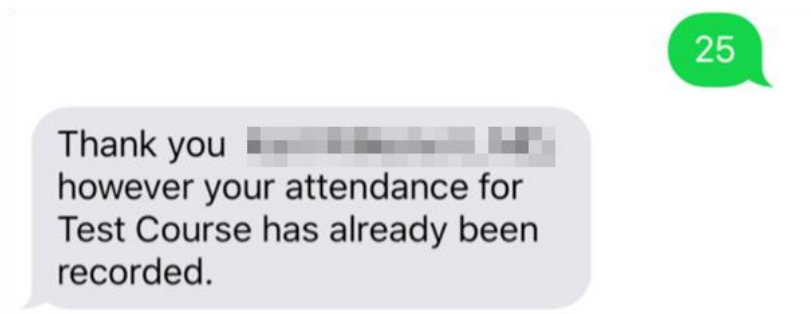 25
Thank you
however your attendance for
Test Course has already been
recorded.